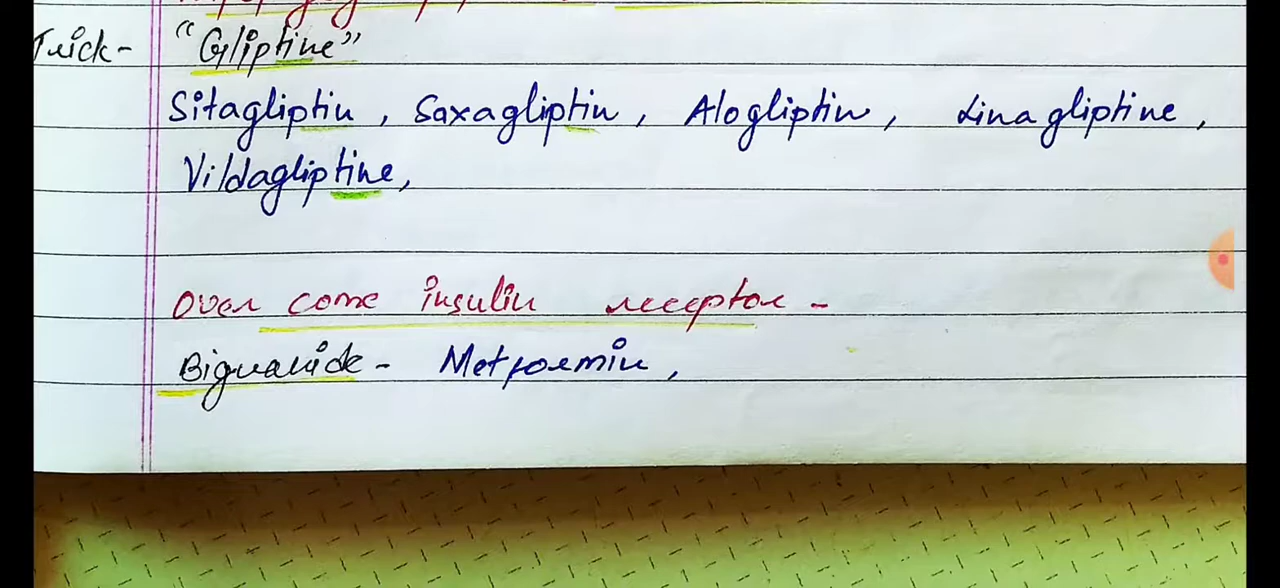 Trick- "Gliptine"
Sitagliptin, Saxagliptin, Alogliptin, Linagliptine,
Vildagliptine,
Over come insulin receptor -
Biguanide - Metformin,